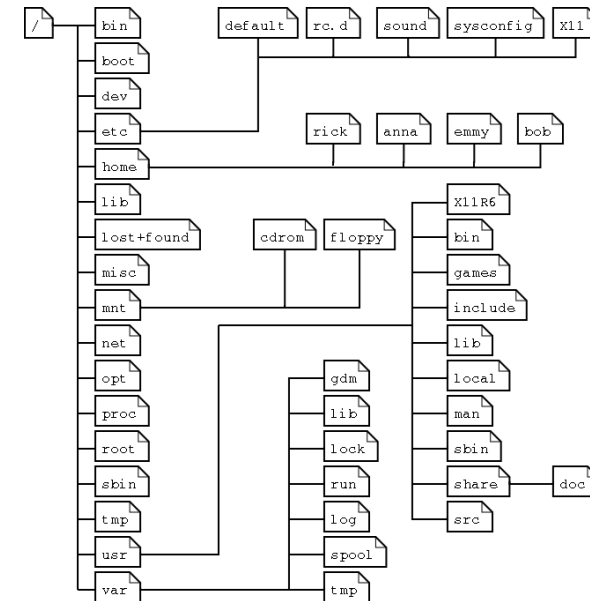 / bin default rc.d sound sysconfig X11
boot
dev
etc rick anna emmy bob
home
lib X11R6
lost+found cdrom floppy bin
misc games
mnt include
net lib
opt gdm local
proc lib man
root lock sbin
sbin run share doc
tmp log src
usr spool
var tmp